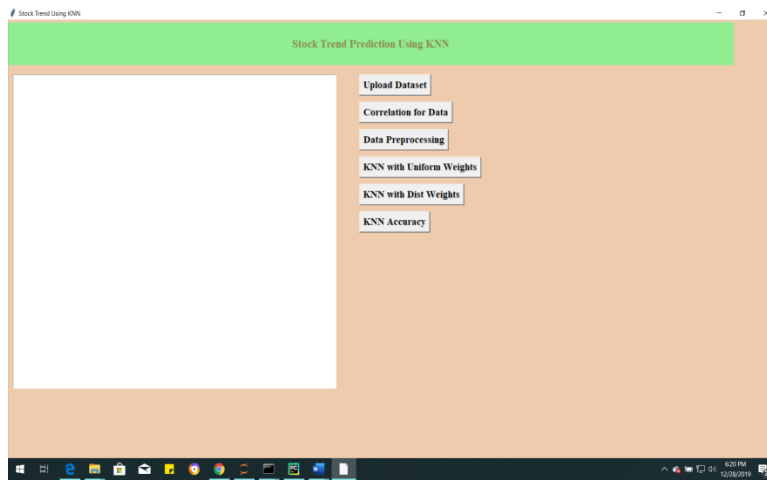 Stock Trend Using KNN
Stock Trend Prediction Using KNN
Upload Dataset
Correlation for Data
Data Preprocessing
KNN with Uniform Weights
KNN with Dist Weights
KNN Accuracy
6:20 PM
12/28/2019